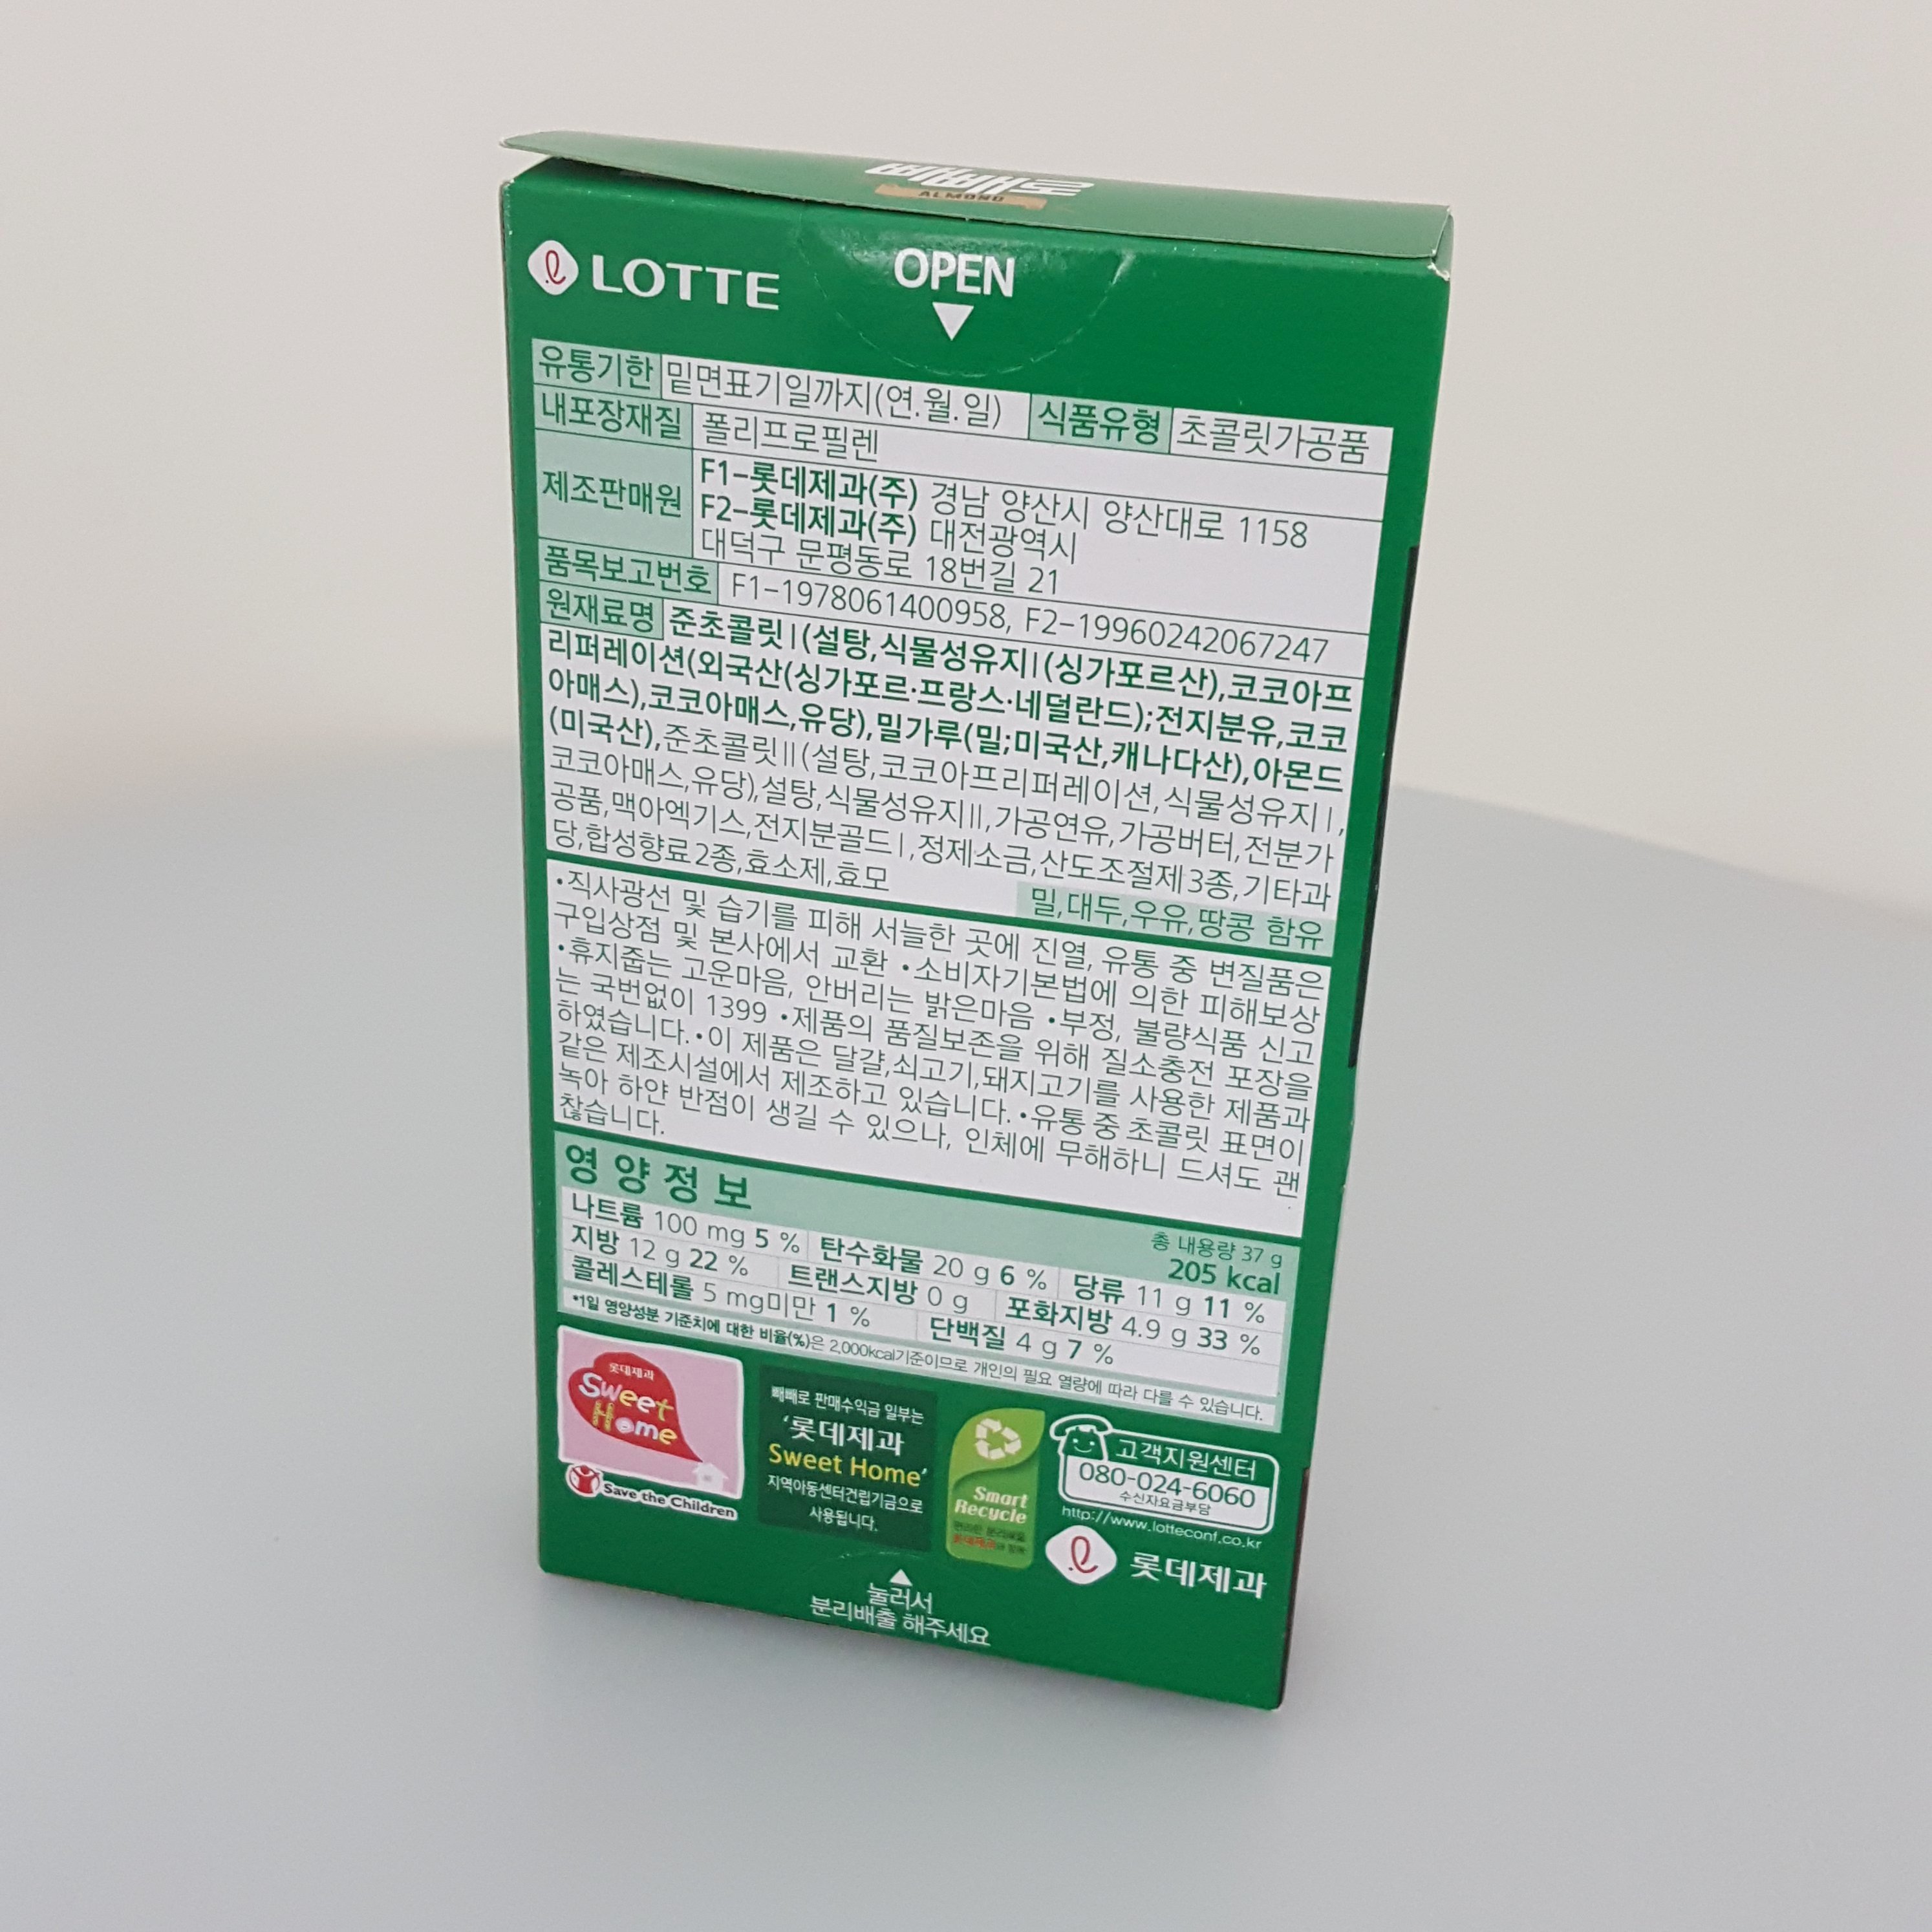 빼빼로
ALMOND
LOTTE
OPEN
유통기한 밑면표기일까지(연.월.일) 식품유형 초콜릿가공품
내포장재질 폴리프로필렌
제조판매원 F1-롯데제과(주) 경남 양산시 양산대로 1158
F2-롯데제과(주) 대전광역시
대덕구 문평동로 18번길 21
품목보고번호 F1-1978061400958, F2-19960242067247
원재료명 준초콜릿Ⅰ(설탕,식물성유지Ⅰ(싱가포르산),코코아프
리퍼레이션(외국산(싱가포르·프랑스·네덜란드);전지분유,코코
아매스),코코아매스,유당),밀가루(밀;미국산,캐나다산),아몬드
(미국산),준초콜릿Ⅱ(설탕,코코아프리퍼레이션,식물성유지Ⅰ,
코코아매스,유당),설탕,식물성유지Ⅱ,가공연유,가공버터,전분가
공품,맥아엑기스,전지분골드Ⅰ,정제소금,산도조절제3종,기타과
당,합성향료2종,효소제,효모
밀,대두,우유,땅콩 함유
•직사광선 및 습기를 피해 서늘한 곳에 진열, 유통 중 변질품은
구입상점 및 본사에서 교환 •소비자기본법에 의한 피해보상
•휴지줍는 고운마음, 안버리는 밝은마음 •부정, 불량식품 신고
는 국번없이 1399 •제품의 품질보존을 위해 질소충전 포장을
하였습니다.•이 제품은 달걀,쇠고기,돼지고기를 사용한 제품과
같은 제조시설에서 제조하고 있습니다.•유통 중 초콜릿 표면이
녹아 하얀 반점이 생길 수 있으나, 인체에 무해하니 드셔도 괜
찮습니다.
영양정보
총 내용량 37 g
205 kcal
나트륨 100 mg 5 % 탄수화물 20 g 6 % 당류 11 g 11 %
지방 12 g 22 % 트랜스지방 0 g 포화지방 4.9 g 33 %
콜레스테롤 5 mg미만 1 % 단백질 4 g 7 %
*1일 영양성분 기준치에 대한 비율(%)은 2,000kcal기준이므로 개인의 필요 열량에 따라 다를 수 있습니다.
롯데제과
Sweet
Home
Save the Children
빼빼로 판매수익금 일부는
'롯데제과
Sweet Home'
지역아동센터건립기금으로
사용됩니다.
Smart
Recycle
고객지원센터
080-024-6060
수신자요금부담
http://www.lotteconf.co.kr
롯데제과
눌러서
분리배출 해주세요